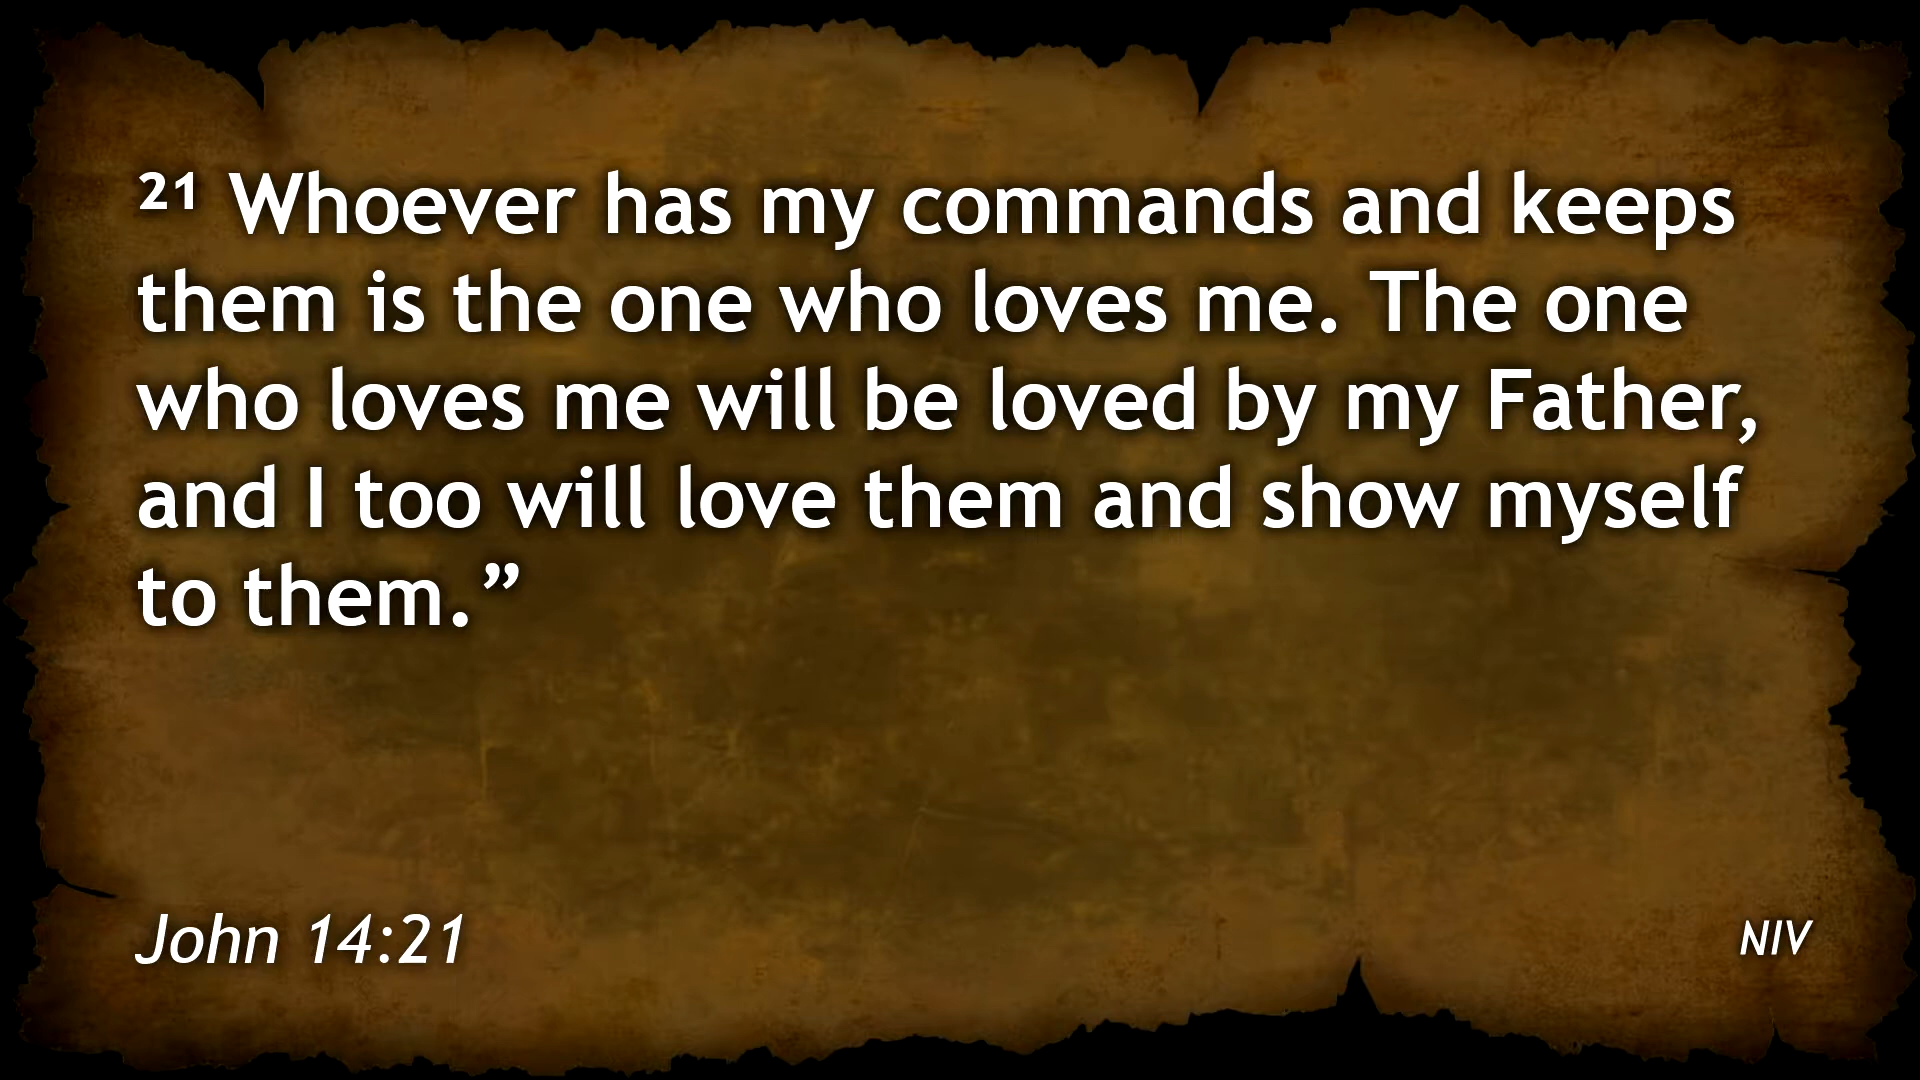 ²¹ Whoever has my commands and keeps
them is the one who loves me. The one
who loves me will be loved by my Father,
and I too will love them and show myself
to them.”
John 14:21
NIV